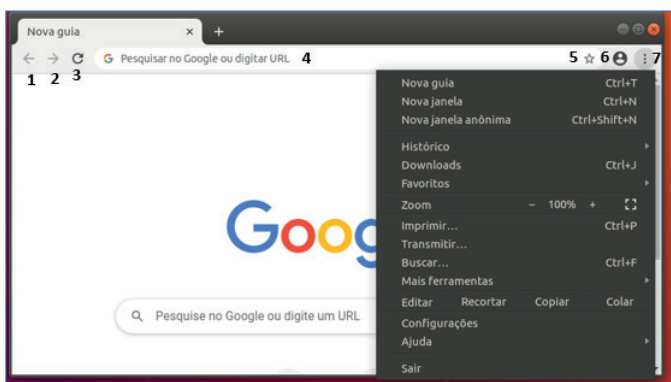 Nova guia
Pesquisar no Google ou digitar URL 4 5 6 7
1 2 3
Nova guia Ctrl+T
Nova janela Ctrl+N
Nova janela anônima Ctrl+Shift+N
Histórico
Downloads Ctrl+J
Favoritos
Zoom - 100% +
Imprimir... Ctrl+P
Transmitir...
Buscar... Ctrl+F
Mais ferramentas
Editar Recortar Copiar Colar
Configurações
Ajuda
Sair
Goog
Pesquise no Google ou digite um URL